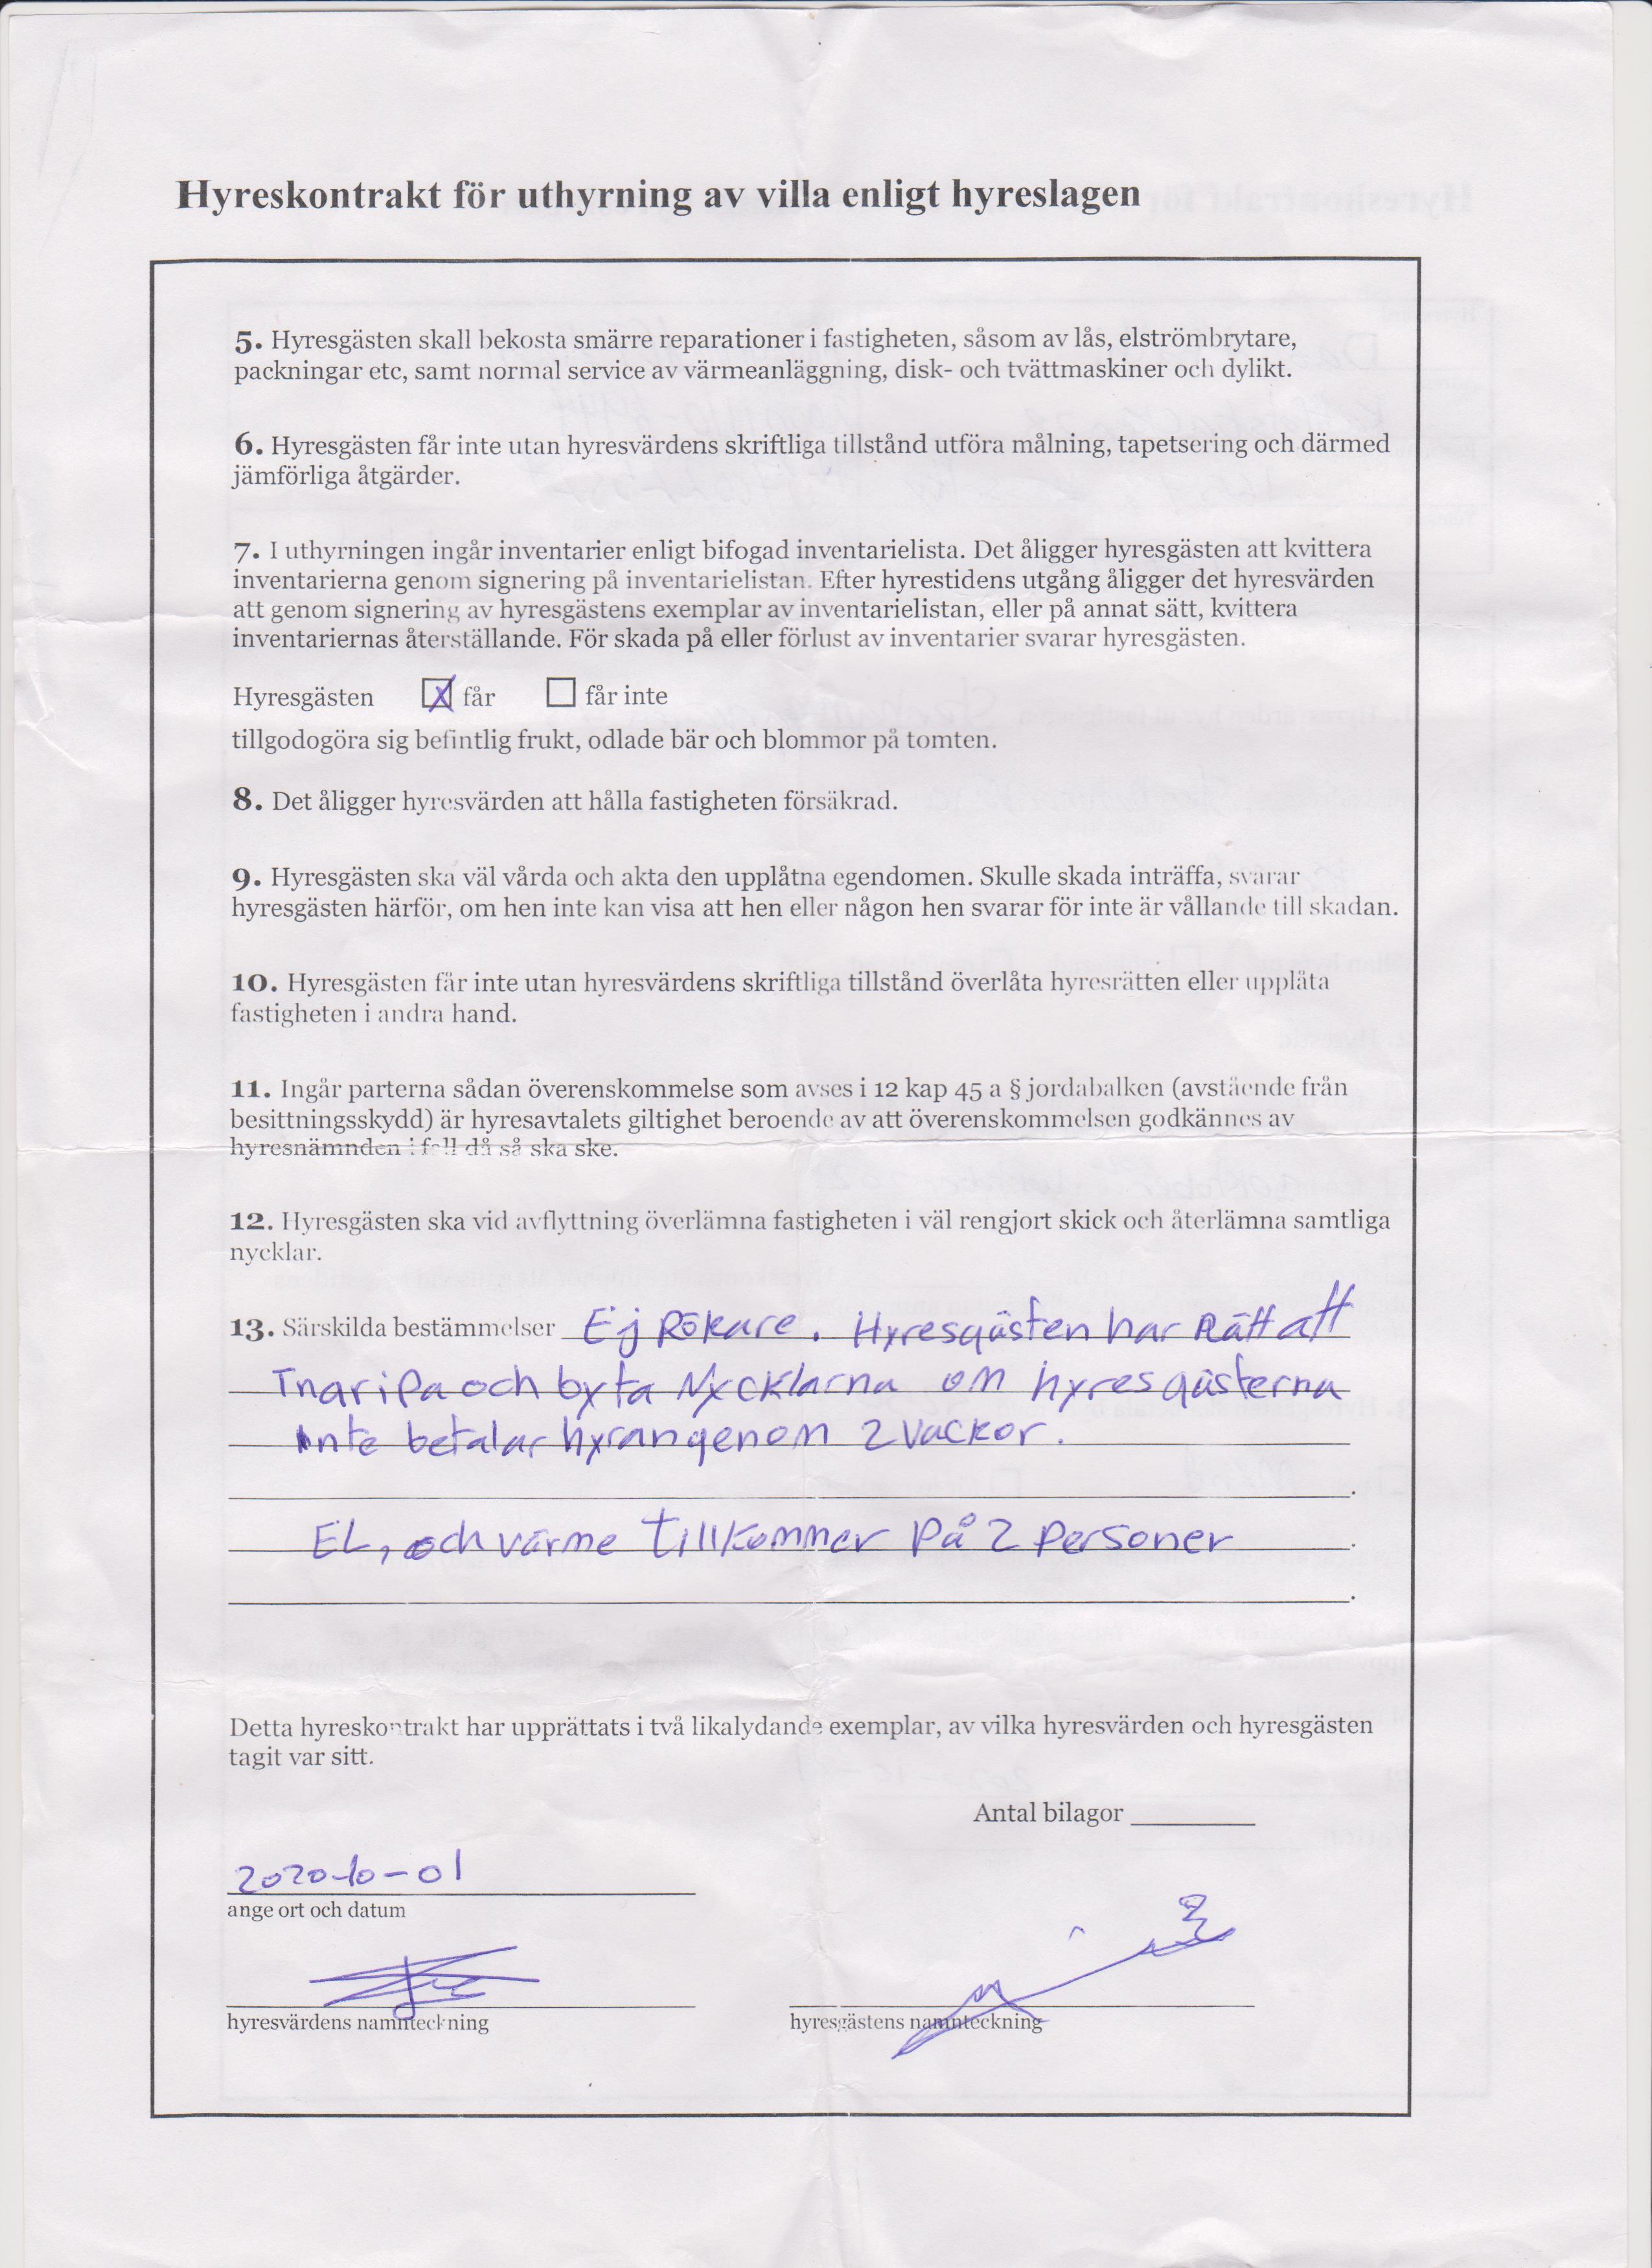 Hyreskontrakt för uthyrning av villa enligt hyreslagen
5. Hyresgästen skall bekosta smärre reparationer i fastigheten, såsom av lås, elströmbrytare,
packningar etc, samt normal service av värmeanläggning, disk- och tvättmaskiner och dylikt.
6. Hyresgästen får inte utan hyresvärdens skriftliga tillstånd utföra målning, tapetsering och därmed
jämförliga åtgärder.
7. I uthyrningen ingår inventarier enligt bifogad inventarielista. Det åligger hyresgästen att kvittera
inventarierna genom signering på inventarielistan. Efter hyrestidens utgång åligger det hyresvärden
att genom signering av hyresgästens exemplar av inventarielistan, eller på annat sätt, kvittera
inventariernas återställande. För skada på eller förlust av inventarier svarar hyresgästen.
Hyresgästen ☒ får ☐ får inte
tillgodogöra sig befintlig frukt, odlade bär och blommor på tomten.
8. Det åligger hyresvärden att hålla fastigheten försäkrad.
9. Hyresgästen ska väl vårda och akta den upplåtna egendomen. Skulle skada inträffa, svarar
hyresgästen härför, om hen inte kan visa att hen eller någon hen svarar för inte är vållande till skadan.
10. Hyresgästen får inte utan hyresvärdens skriftliga tillstånd överlåta hyresrätten eller upplåta
fastigheten i andra hand.
11. Ingår parterna sådan överenskommelse som avses i 12 kap 45 a § jordabalken (avstående från
besittningsskydd) är hyresavtalets giltighet beroende av att överenskommelsen godkännes av
hyresnämnden i fall då så ska ske.
12. Hyresgästen ska vid avflyttning överlämna fastigheten i väl rengjort skick och återlämna samtliga
nycklar.
13. Särskilda bestämmelser Ej Rökare. Hyresgästen har Rätt att
och byta Nycklarna om hyresgästerna
inte betalar hyran genom 2 vackor.
EL, och värme tillkommer på 2 personer
Detta hyreskontrakt har upprättats i två likalydande exemplar, av vilka hyresvärden och hyresgästen
tagit var sitt.
Antal bilagor
2020-10-01
ange ort och datum
hyresvärdens namnteckning hyresgästens namnteckning